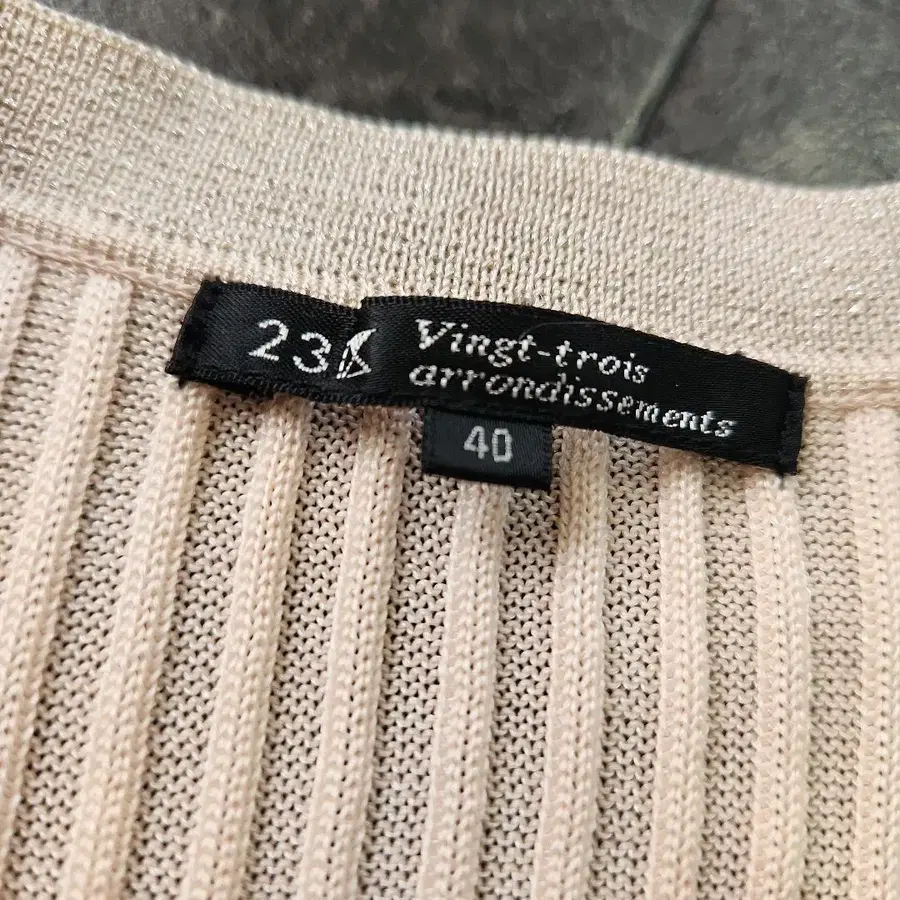 23
Vingt-trois
arrondissements
40